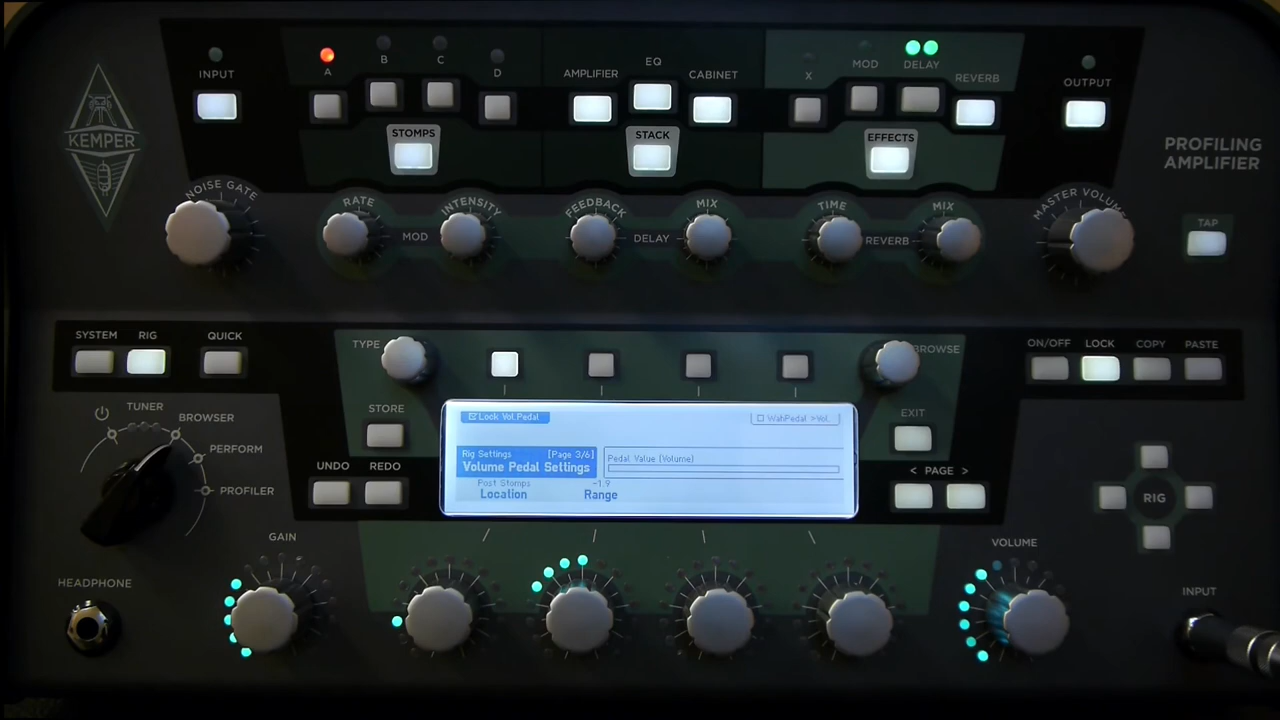 INPUT
A
B
C
D
AMPLIFIER
EQ
CABINET
X
MOD
DELAY
REVERB
OUTPUT
KEMPER
STOMPS
STACK
EFFECTS
PROFILING
AMPLIFIER
NOISE GATE
RATE
INTENSITY
MOD
FEEDBACK
MIX
DELAY
TIME
MIX
REVERB
MASTER VOLUME
TAP
SYSTEM
RIG
QUICK
TYPE
BROWSE
ON/OFF
LOCK
COPY
PASTE
TUNER
BROWSER
PERFORM
PROFILER
STORE
EXIT
UNDO
REDO
< PAGE >
Lock Vol.Pedal
WahPedal >Vol.
Rig Settings [Page 3/6]
Volume Pedal Settings
Pedal Value (Volume)
Post Stomps
-1.9
Location
Range
RIG
GAIN
VOLUME
HEADPHONE
INPUT